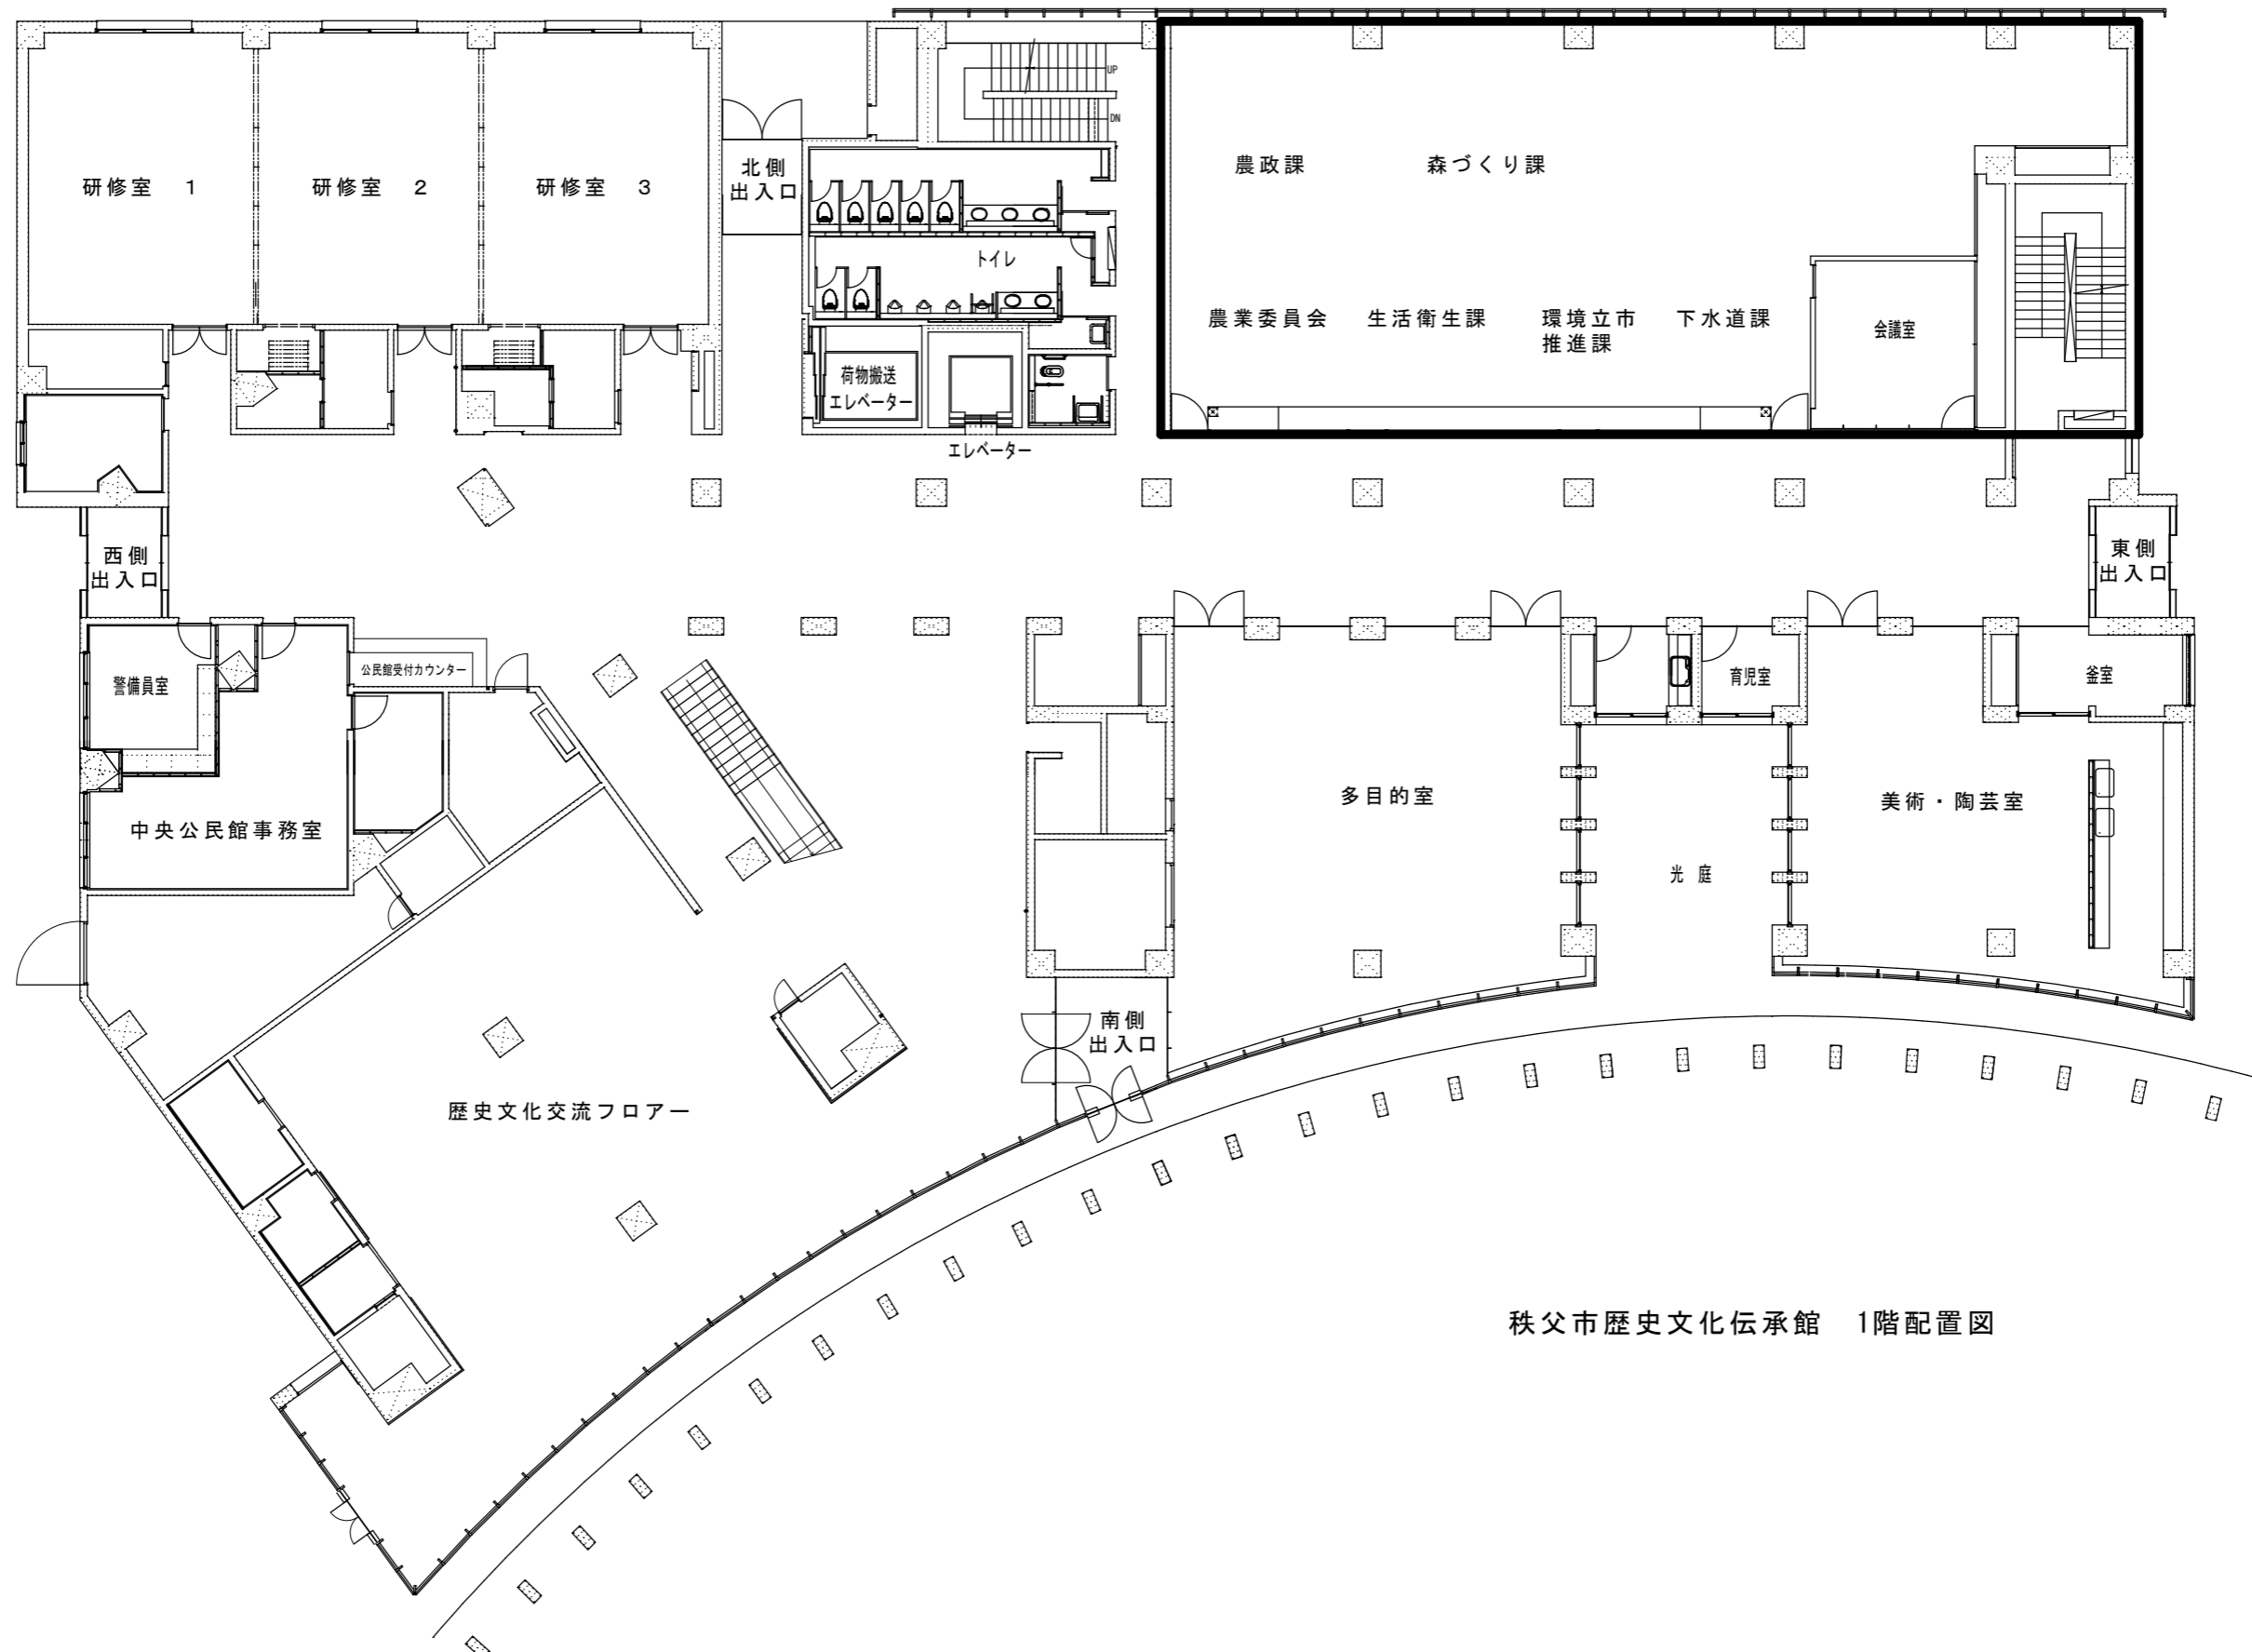 UP
DN
北側
出入口
研修室 1
研修室 2
研修室 3
農政課
森づくり課
トイレ
農業委員会
生活衛生課
環境立市
推進課
下水道課
会議室
荷物搬送
エレベーター
エレベーター
西側
出入口
東側
出入口
警備員室
公民館受付カウンター
育児室
釜室
中央公民館事務室
多目的室
美術・陶芸室
光庭
南側
出入口
歴史文化交流フロアー
秩父市歴史文化伝承館 1階配置図